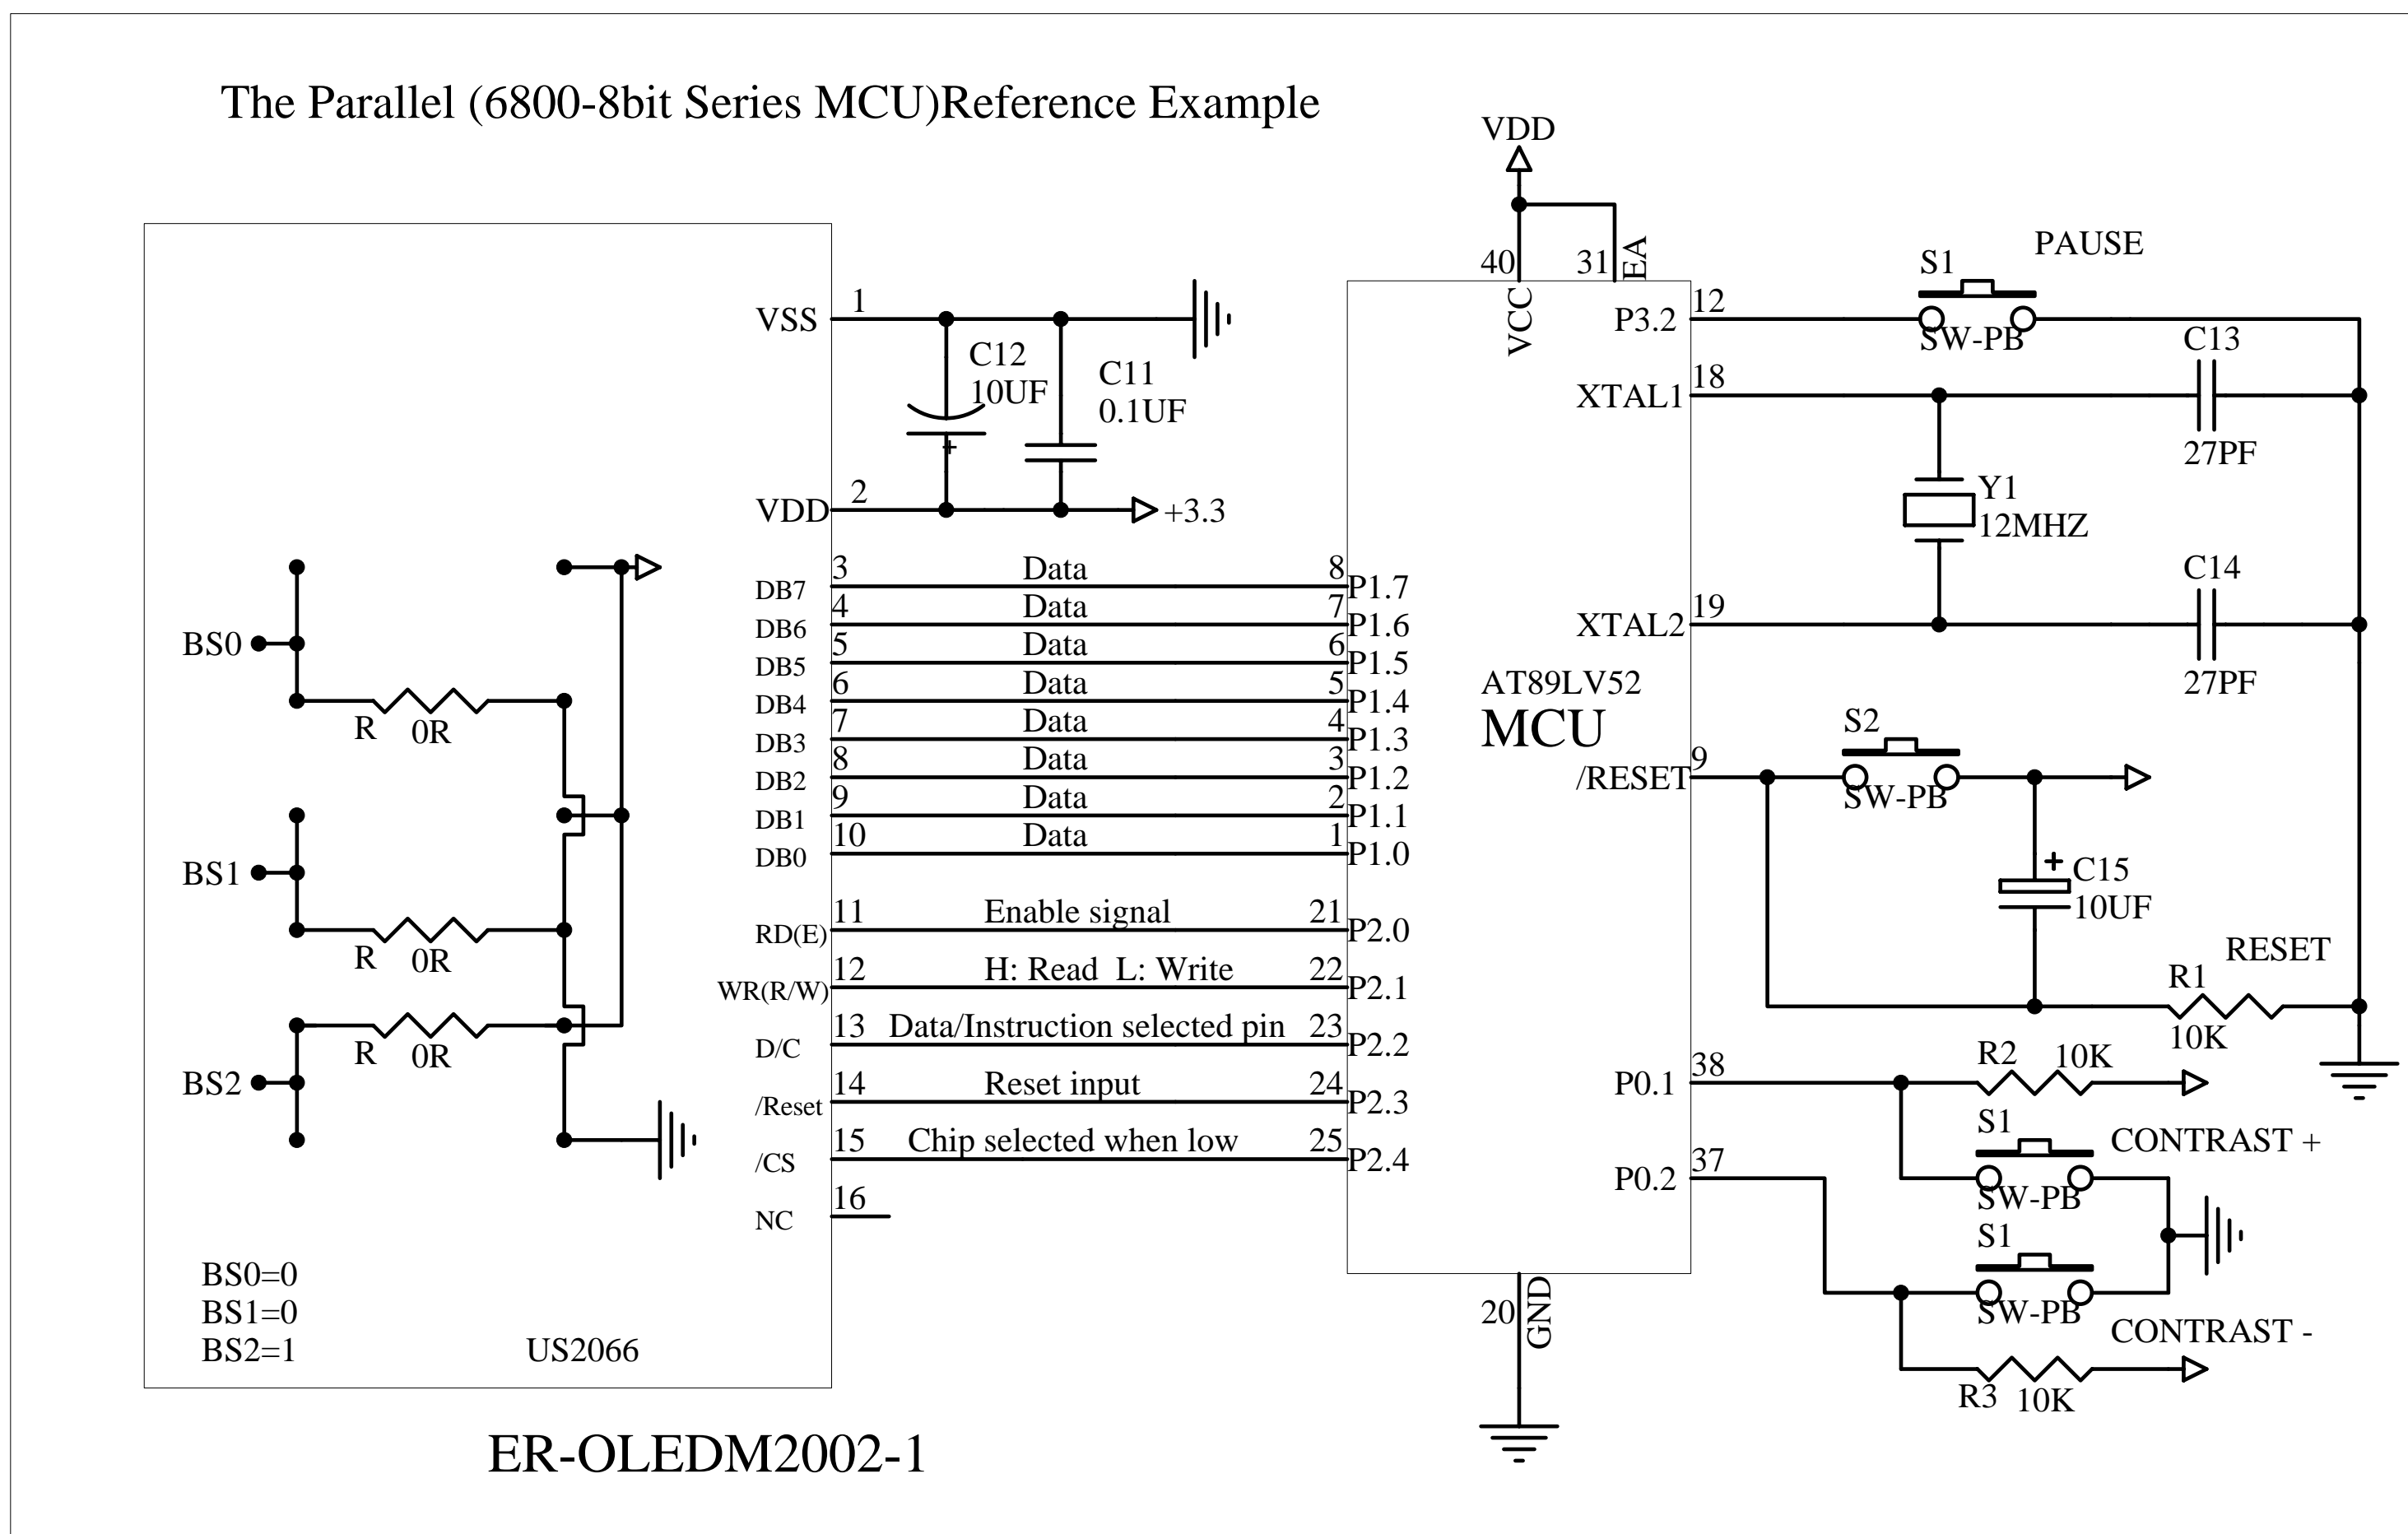 The Parallel (6800-8bit Series MCU)Reference Example
VSS
1
C12
10UF
C11
0.1UF
VDD
2
+3.3
DB7
3
Data
8
P1.7
DB6
4
Data
7
P1.6
DB5
5
Data
6
P1.5
DB4
6
Data
5
P1.4
DB3
7
Data
4
P1.3
DB2
8
Data
3
P1.2
DB1
9
Data
2
P1.1
DB0
10
Data
1
P1.0
RD(E)
11
Enable signal
21
P2.0
WR(R/W)
12
H: Read L: Write
22
P2.1
D/C
13
Data/Instruction selected pin
23
P2.2
/Reset
14
Reset input
24
P2.3
/CS
15
Chip selected when low
25
P2.4
NC
16
BS0
R
0R
BS1
R
0R
R
0R
BS2
BS0=0
BS1=0
BS2=1
US2066
ER-OLEDM2002-1
VDD
40
VCC
31
EA
AT89LV52
MCU
20
GND
P3.2
12
S1
SW-PB
PAUSE
XTAL1
18
C13
27PF
Y1
12MHZ
XTAL2
19
C14
27PF
/RESET
9
S2
SW-PB
C15
+
10UF
RESET
R1
10K
P0.1
38
R2
10K
S1
SW-PB
CONTRAST +
P0.2
37
S1
SW-PB
CONTRAST -
R3
10K